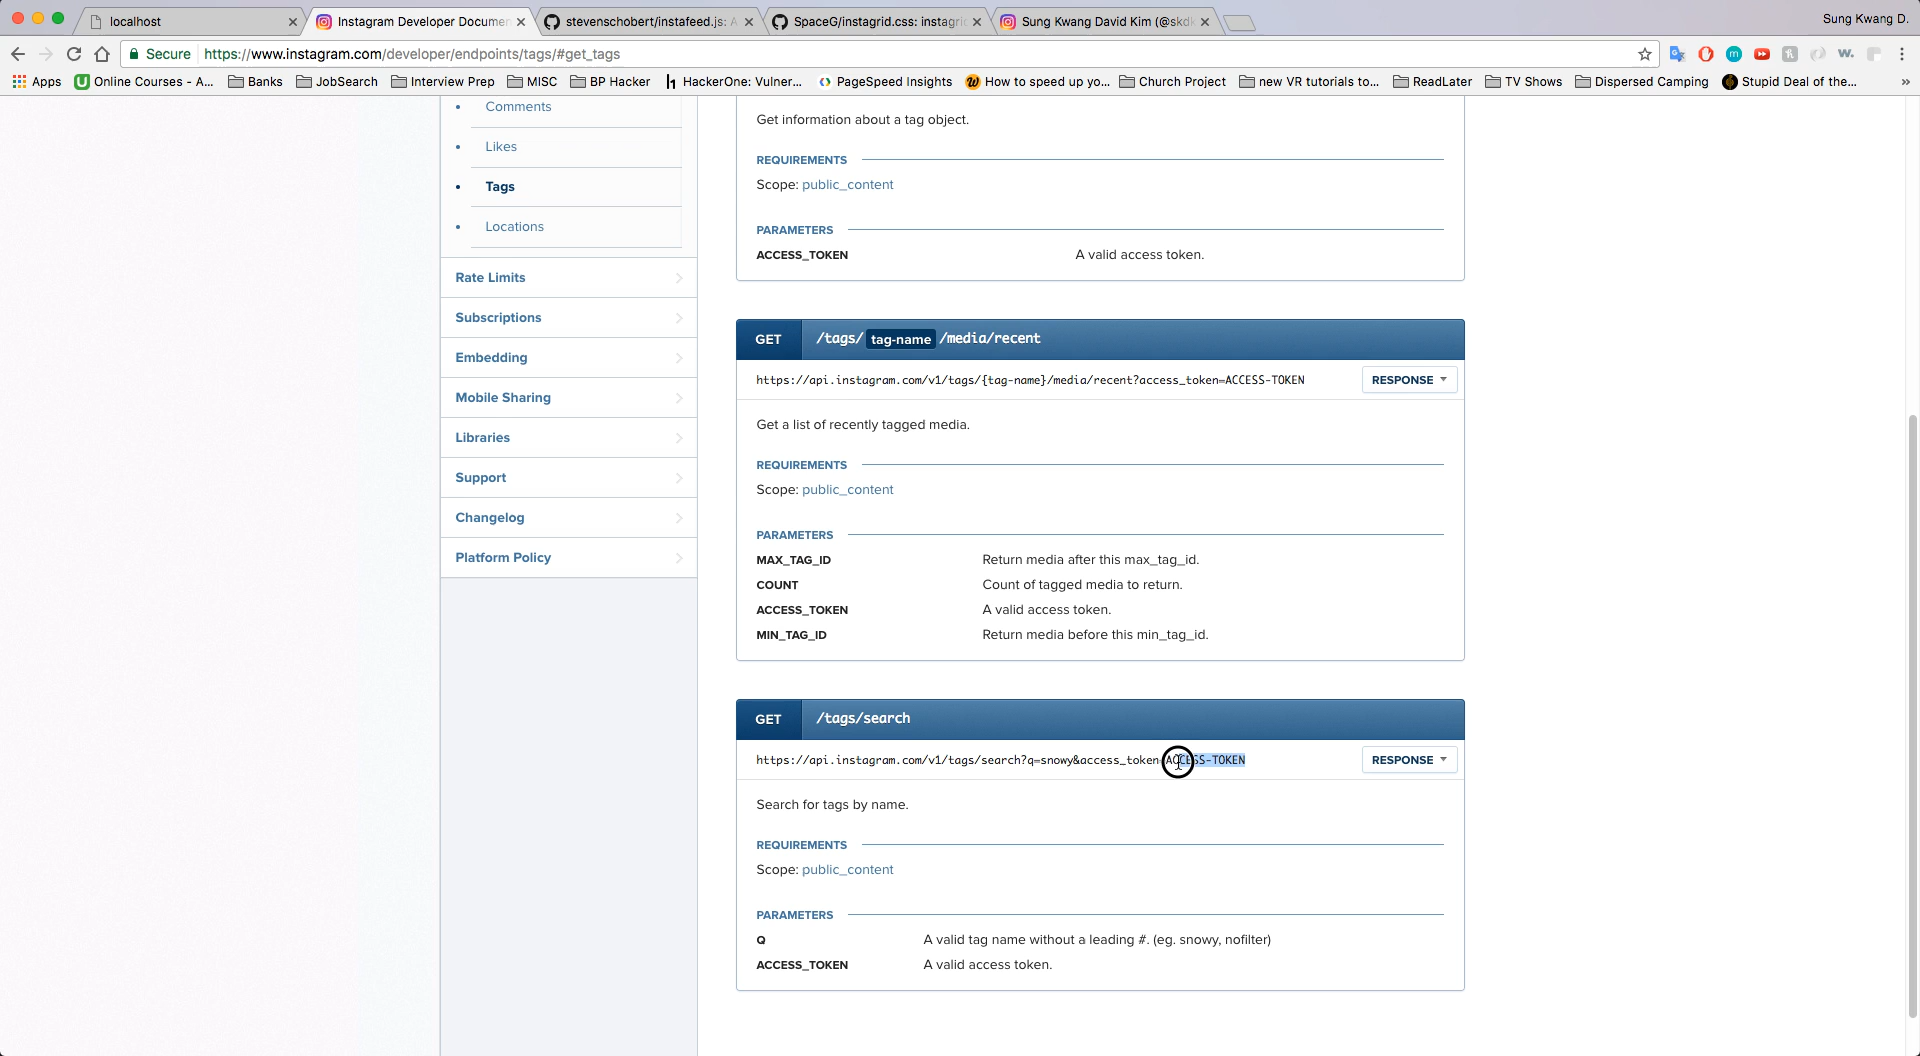 localhost
Instagram Developer Documen
stevenschobert/instafeed.js: A
SpaceG/instagrid.css: instagri
Sung Kwang David Kim (@skdk
Sung Kwang D.
Secure
https://www.instagram.com/developer/endpoints/tags/#get_tags
Apps
Online Courses - A...
Banks
JobSearch
Interview Prep
MISC
BP Hacker
HackerOne: Vulner...
PageSpeed Insights
How to speed up yo...
Church Project
new VR tutorials to...
ReadLater
TV Shows
Dispersed Camping
Stupid Deal of the...
»
Comments
Likes
Tags
Locations
Rate Limits
Subscriptions
Embedding
Mobile Sharing
Libraries
Support
Changelog
Platform Policy
Get information about a tag object.
REQUIREMENTS
Scope: public_content
PARAMETERS
ACCESS_TOKEN A valid access token.
GET /tags/ tag-name /media/recent
https://api.instagram.com/v1/tags/{tag-name}/media/recent?access_token=ACCESS-TOKEN
RESPONSE
Get a list of recently tagged media.
REQUIREMENTS
Scope: public_content
PARAMETERS
MAX_TAG_ID Return media after this max_tag_id.
COUNT Count of tagged media to return.
ACCESS_TOKEN A valid access token.
MIN_TAG_ID Return media before this min_tag_id.
GET /tags/search
https://api.instagram.com/v1/tags/search?q=snowy&access_token=ACCESS-TOKEN
RESPONSE
Search for tags by name.
REQUIREMENTS
Scope: public_content
PARAMETERS
Q A valid tag name without a leading #. (eg. snowy, nofilter)
ACCESS_TOKEN A valid access token.